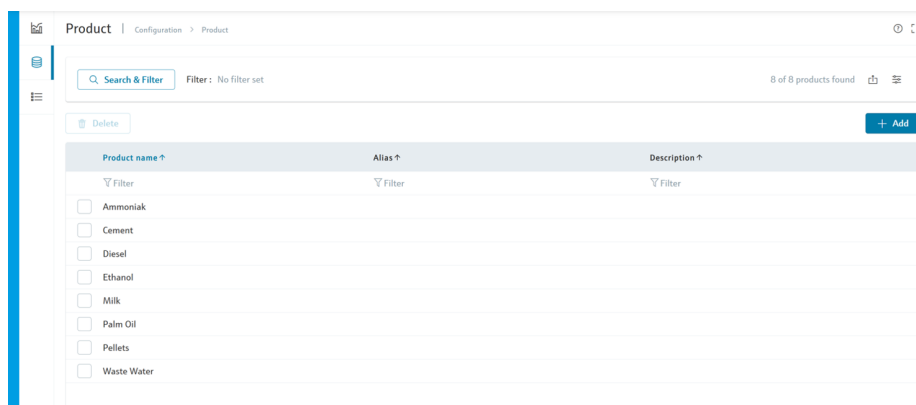 Product | Configuration > Product
Search & Filter Filter : No filter set 8 of 8 products found
Delete + Add
Product name ↑ Alias ↑ Description ↑
Filter Filter Filter
Ammoniak
Cement
Diesel
Ethanol
Milk
Palm Oil
Pellets
Waste Water